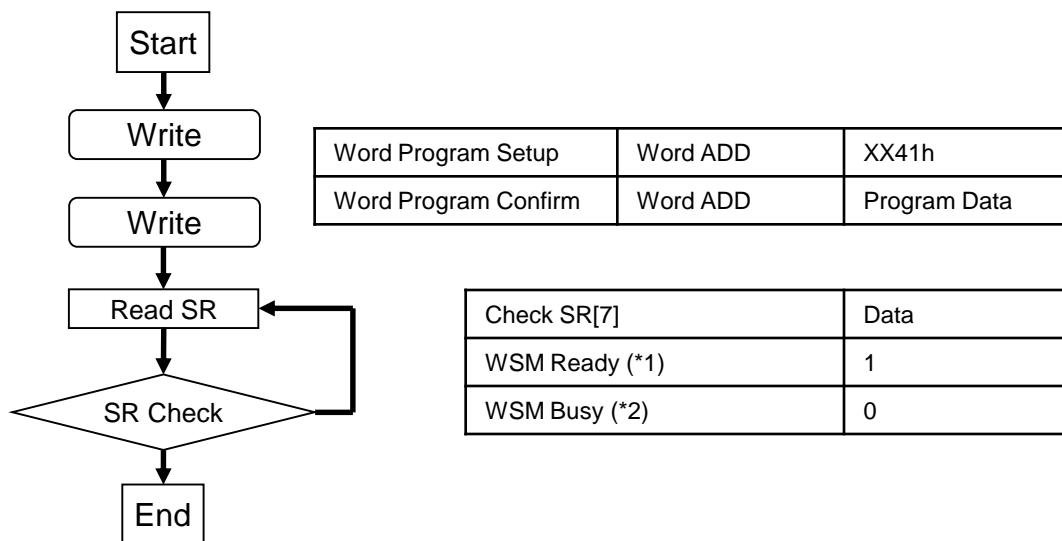 Start
Write
Write
Read SR
SR Check
End
Word Program Setup Word ADD XX41h
Word Program Confirm Word ADD Program Data
Check SR[7] Data
WSM Ready (*1) 1
WSM Busy (*2) 0